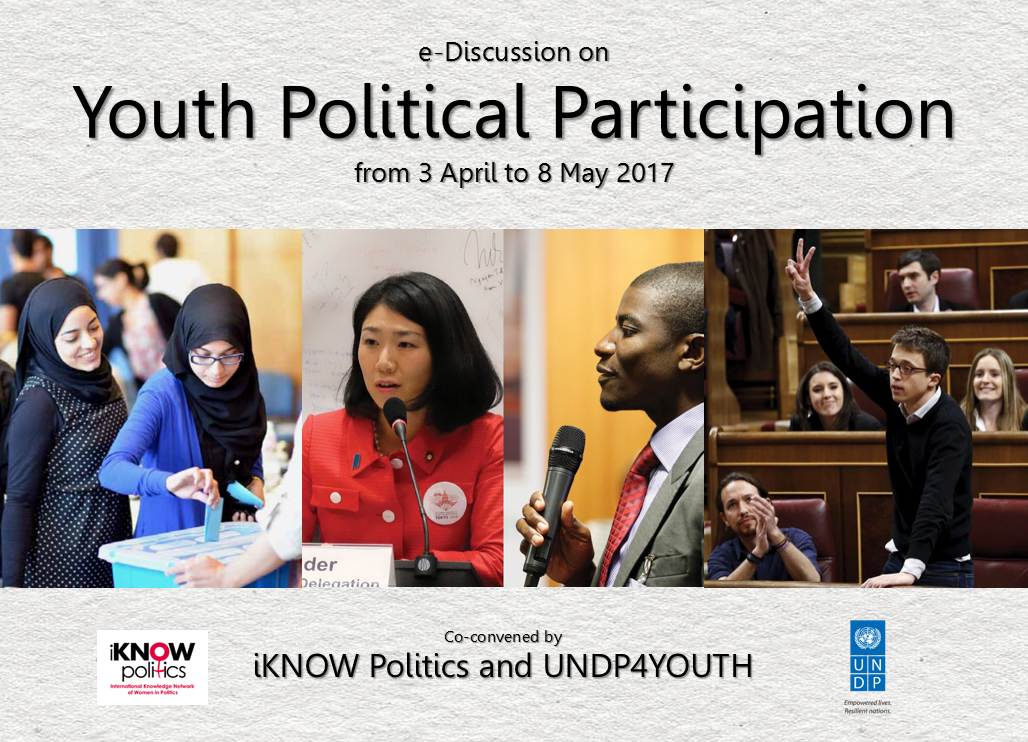 e-Discussion on
Youth Political Participation
from 3 April to 8 May 2017
der
Delegation
TOKYO
Co-convened by
iKNOW Politics and UNDP4YOUTH
iKNOW
politics
International Knowledge Network
of Women in Politics
U N
D P
Empowered lives.
Resilient nations.